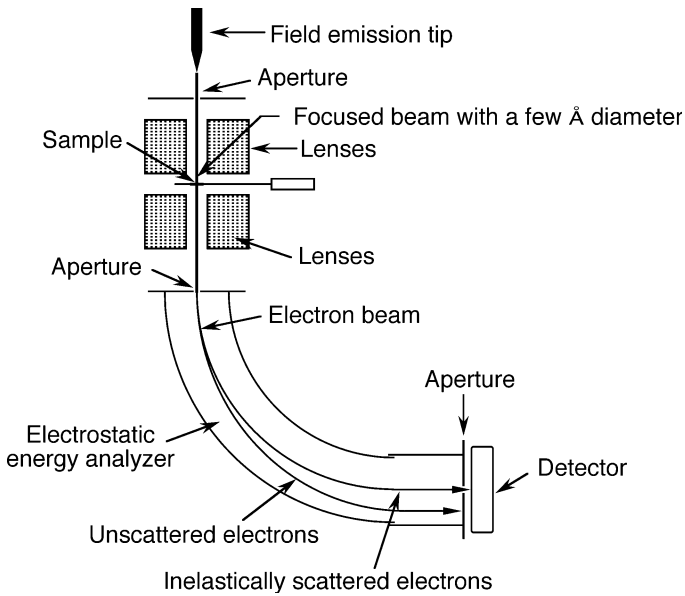 Field emission tip
Aperture
Focused beam with a few Å diameter
Sample
Lenses
Lenses
Aperture
Electron beam
Aperture
Electrostatic
energy analyzer
Detector
Unscattered electrons
Inelastically scattered electrons